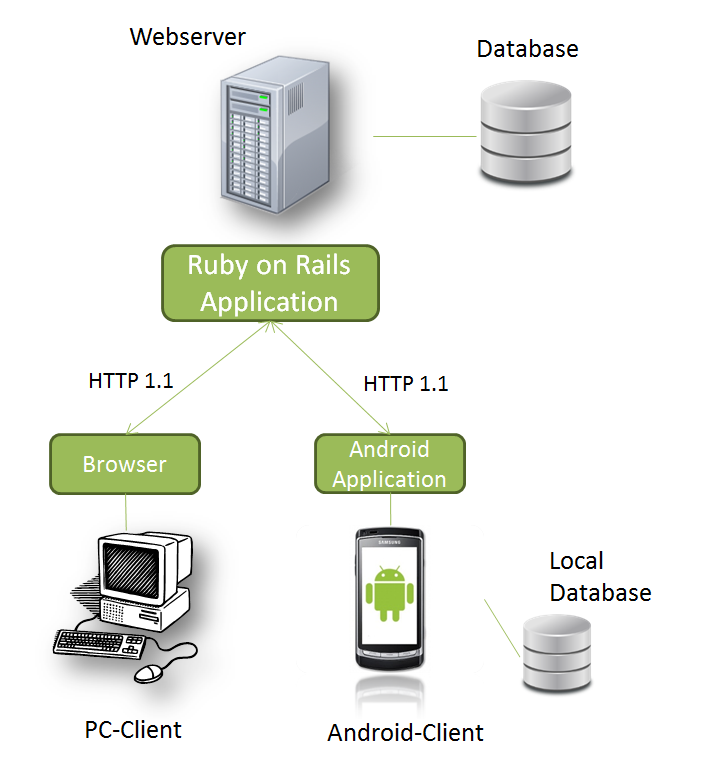 Webserver
Database
Ruby on Rails
Application
HTTP 1.1
HTTP 1.1
Browser
Android
Application
SAMSUNG
Local
Database
PC-Client
Android-Client